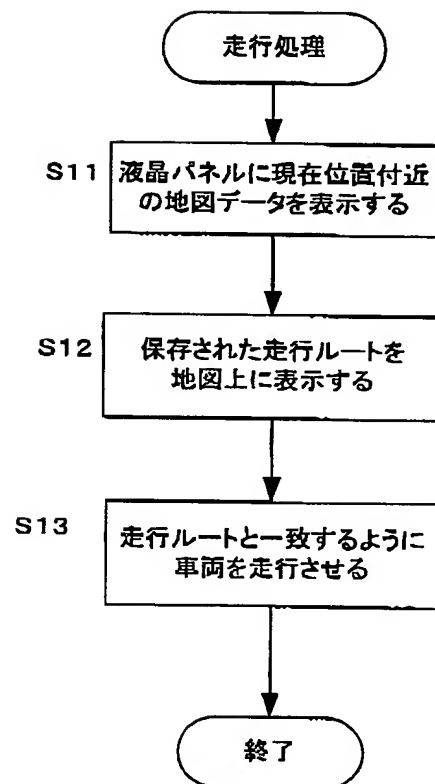 走行処理
S11
液晶パネルに現在位置付近
の地図データを表示する
S12
保存された走行ルートを
地図上に表示する
S13
走行ルートと一致するように
車両を走行させる
終了